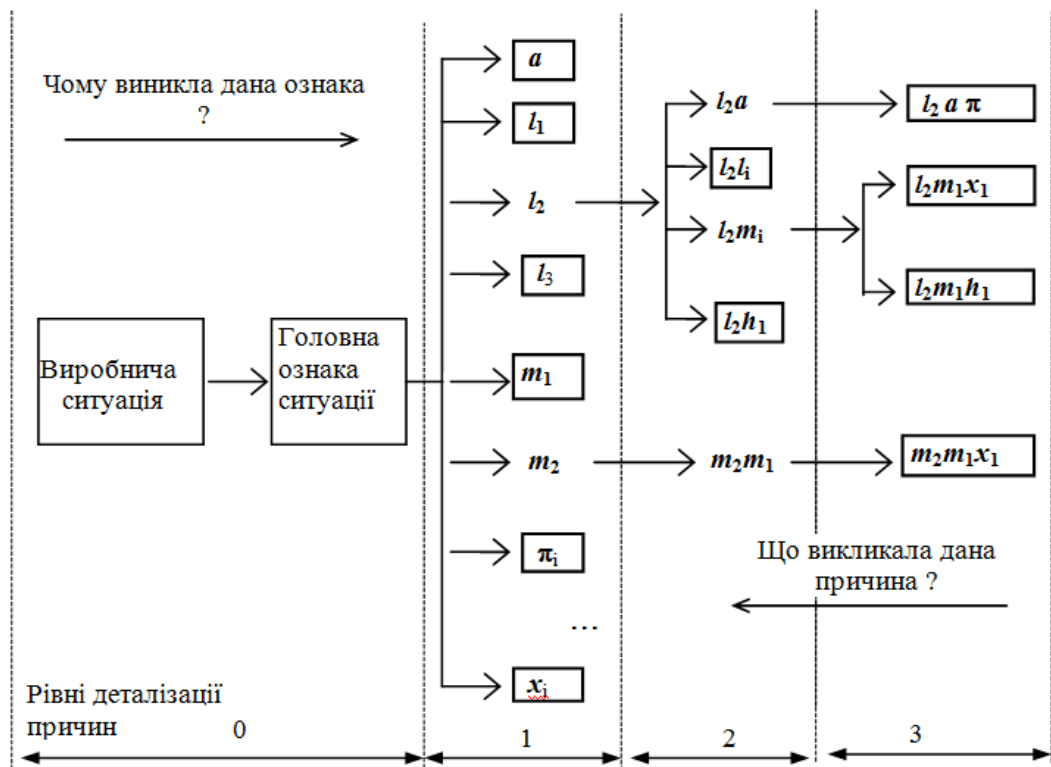 Чому виникла дана ознака
?
a
l₁
l₂
l₃
m₁
m₂
πᵢ
…
xᵢ
l₂a
l₂lᵢ
l₂mᵢ
l₂h₁
m₂m₁
l₂ a π
l₂m₁x₁
l₂m₁h₁
m₂m₁x₁
Виробнича
ситуація
Головна
ознака
ситуації
Що викликала дана
причина ?
Рівні деталізації
причин
0
1
2
3